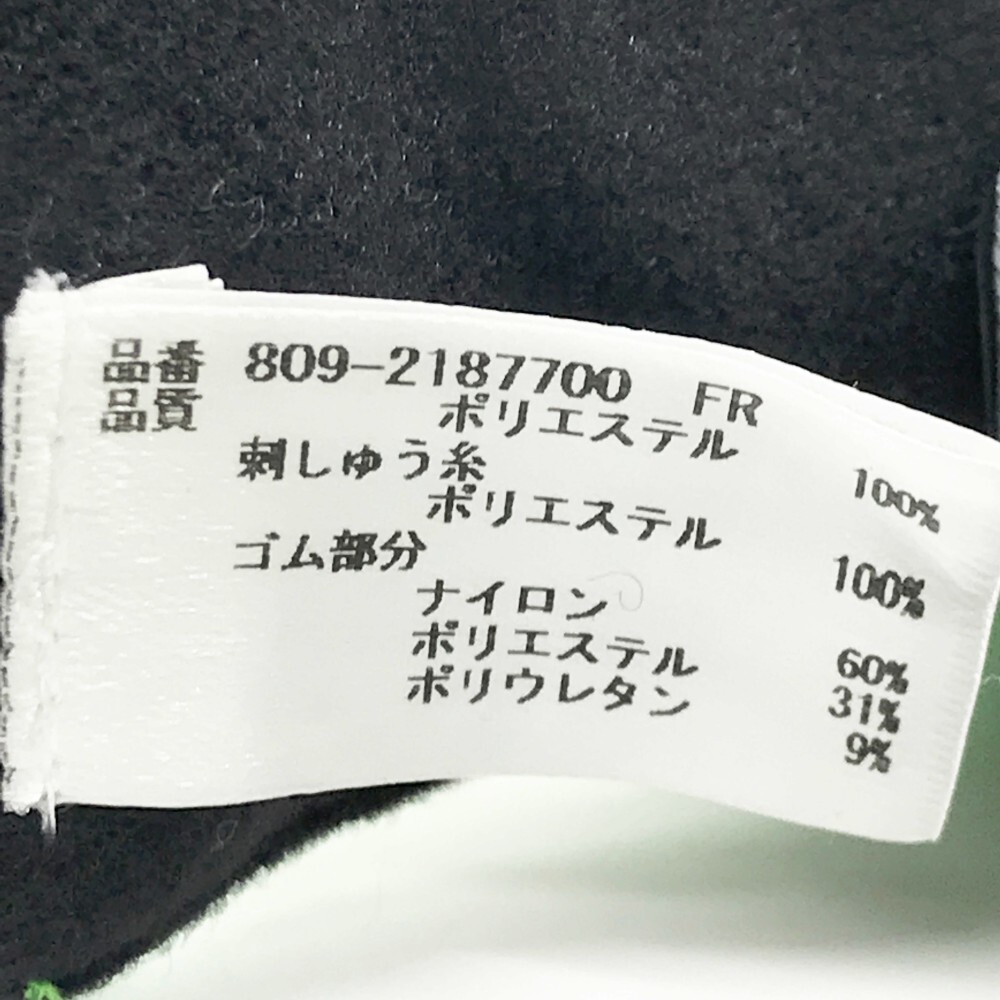 品番 809-2187700 FR
品質 ポリエステル 100%
刺しゅう糸
ポリエステル 100%
ゴム部分
ナイロン 60%
ポリエステル 31%
ポリウレタン 9%